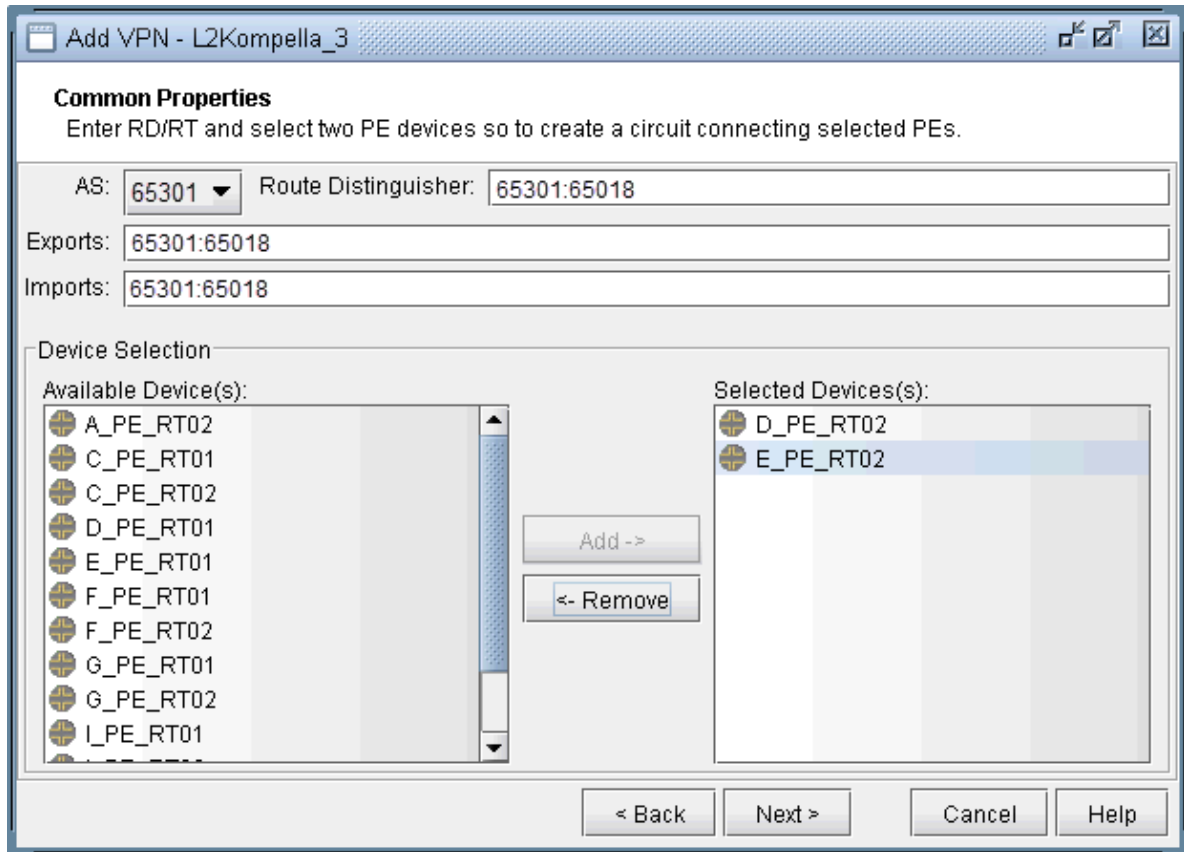 Add VPN - L2Kompella_3
Common Properties
Enter RD/RT and select two PE devices so to create a circuit connecting selected PEs.
AS: 65301 Route Distinguisher: 65301:65018
Exports: 65301:65018
Imports: 65301:65018
Device Selection
Available Device(s): Selected Devices(s):
A_PE_RT02 D_PE_RT02
C_PE_RT01 E_PE_RT02
C_PE_RT02
D_PE_RT01
E_PE_RT01
F_PE_RT01
F_PE_RT02
G_PE_RT01
G_PE_RT02
I_PE_RT01
Add ->
<- Remove
< Back Next > Cancel Help